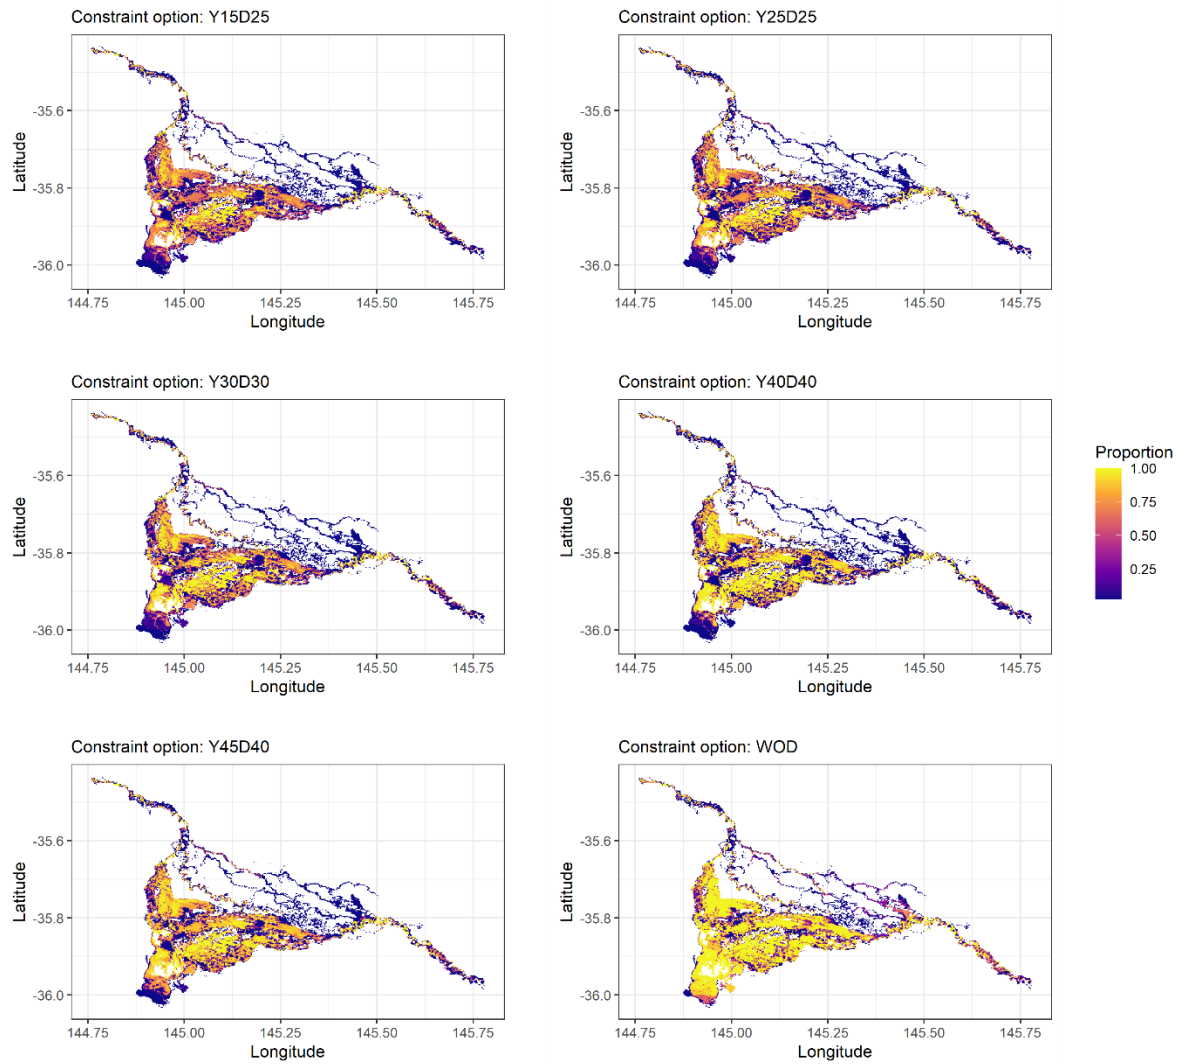 Constraint option: Y15D25
Constraint option: Y25D25
Latitude
-35.6
-35.8
-36.0
144.75 145.00 145.25 145.50 145.75
Longitude
Latitude
-35.6
-35.8
-36.0
144.75 145.00 145.25 145.50 145.75
Longitude
Constraint option: Y30D30
Constraint option: Y40D40
Latitude
-35.6
-35.8
-36.0
144.75 145.00 145.25 145.50 145.75
Longitude
Latitude
-35.6
-35.8
-36.0
144.75 145.00 145.25 145.50 145.75
Longitude
Proportion
1.00
0.75
0.50
0.25
Constraint option: Y45D40
Constraint option: WOD
Latitude
-35.6
-35.8
-36.0
144.75 145.00 145.25 145.50 145.75
Longitude
Latitude
-35.6
-35.8
-36.0
144.75 145.00 145.25 145.50 145.75
Longitude